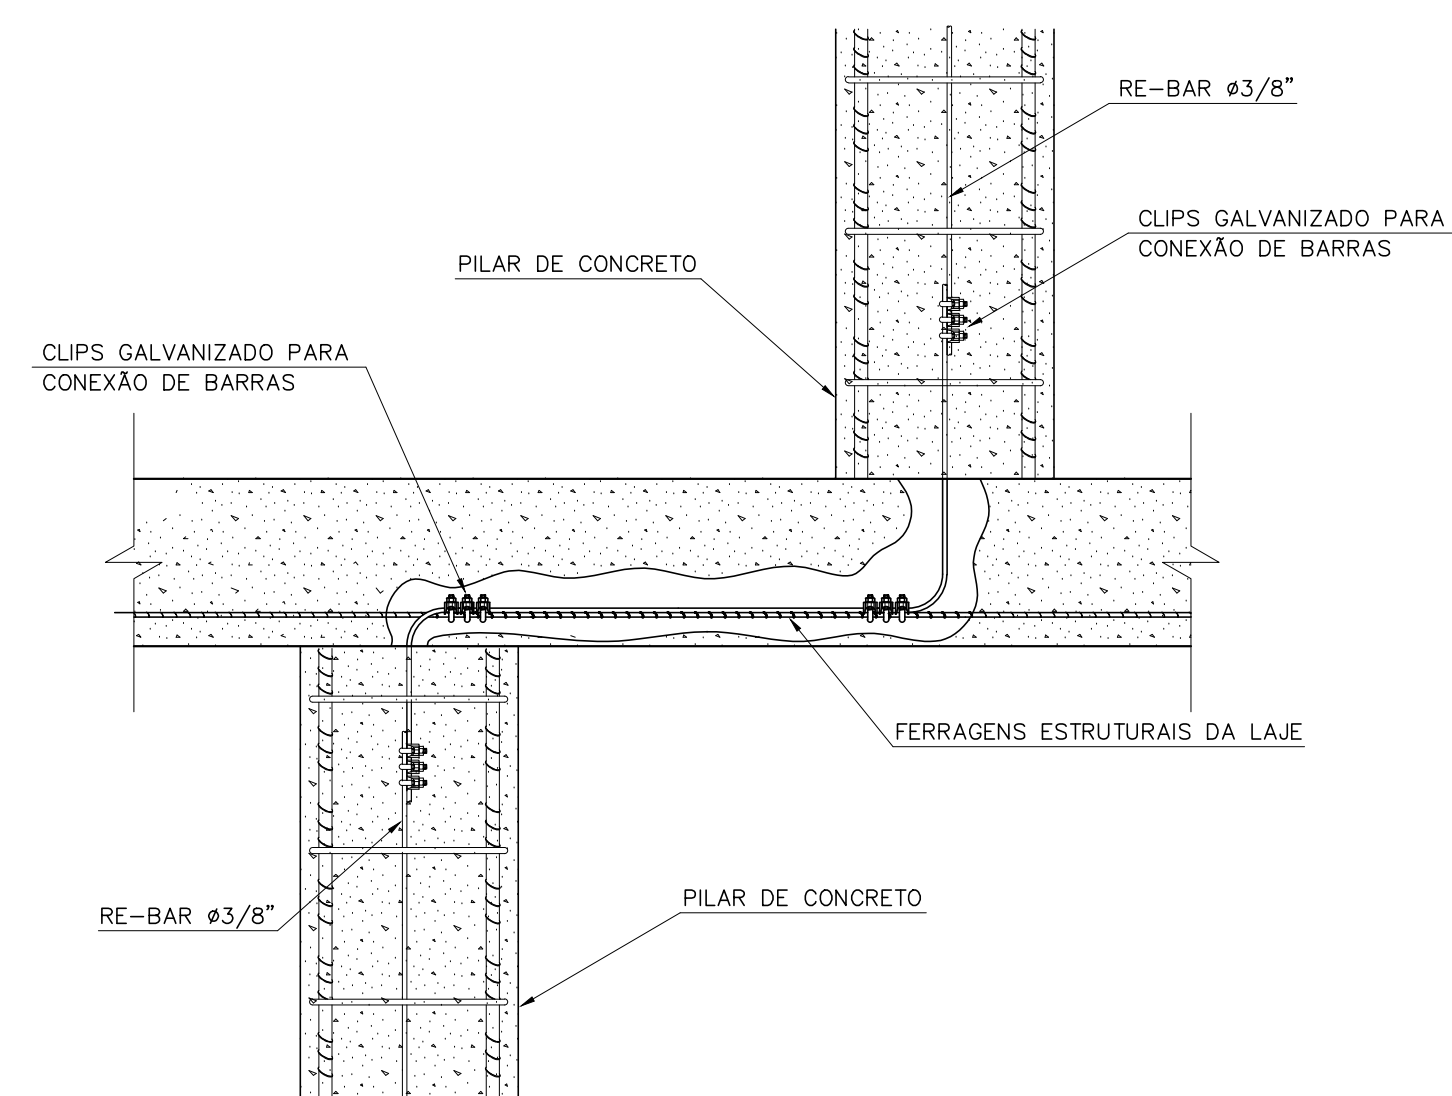 RE-BAR ø3/8”
CLIPS GALVANIZADO PARA
CONEXÃO DE BARRAS
PILAR DE CONCRETO
CLIPS GALVANIZADO PARA
CONEXÃO DE BARRAS
FERRAGENS ESTRUTURAIS DA LAJE
PILAR DE CONCRETO
RE-BAR ø3/8”